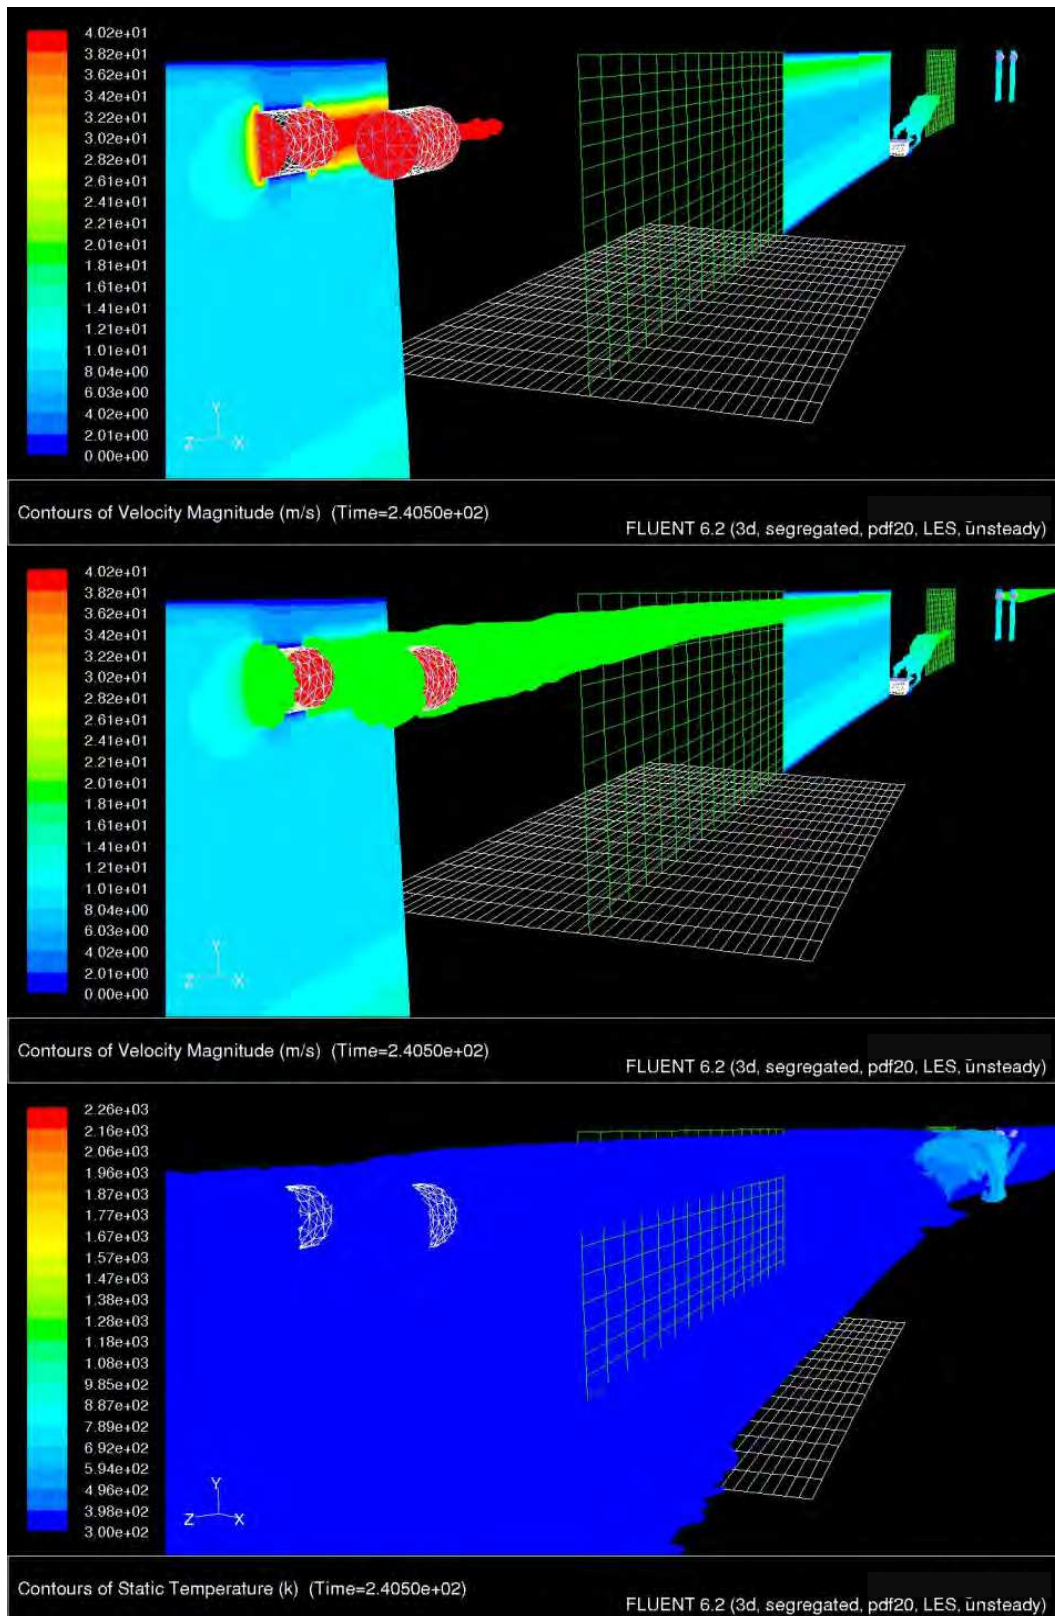 4.02e+01
3.82e+01
3.62e+01
3.42e+01
3.22e+01
3.02e+01
2.82e+01
2.61e+01
2.41e+01
2.21e+01
2.01e+01
1.81e+01
1.61e+01
1.41e+01
1.21e+01
1.01e+01
8.04e+00
6.03e+00
4.02e+00
2.01e+00
0.00e+00
Y
Z X
Contours of Velocity Magnitude (m/s) (Time=2.4050e+02)
FLUENT 6.2 (3d, segregated, pdf20, LES, unsteady)
4.02e+01
3.82e+01
3.62e+01
3.42e+01
3.22e+01
3.02e+01
2.82e+01
2.61e+01
2.41e+01
2.21e+01
2.01e+01
1.81e+01
1.61e+01
1.41e+01
1.21e+01
1.01e+01
8.04e+00
6.03e+00
4.02e+00
2.01e+00
0.00e+00
Y
Z X
Contours of Velocity Magnitude (m/s) (Time=2.4050e+02)
FLUENT 6.2 (3d, segregated, pdf20, LES, unsteady)
2.26e+03
2.16e+03
2.06e+03
1.96e+03
1.87e+03
1.77e+03
1.67e+03
1.57e+03
1.47e+03
1.38e+03
1.28e+03
1.18e+03
1.08e+03
9.85e+02
8.87e+02
7.89e+02
6.92e+02
5.94e+02
4.96e+02
3.98e+02
3.00e+02
Y
Z X
Contours of Static Temperature (k) (Time=2.4050e+02)
FLUENT 6.2 (3d, segregated, pdf20, LES, unsteady)